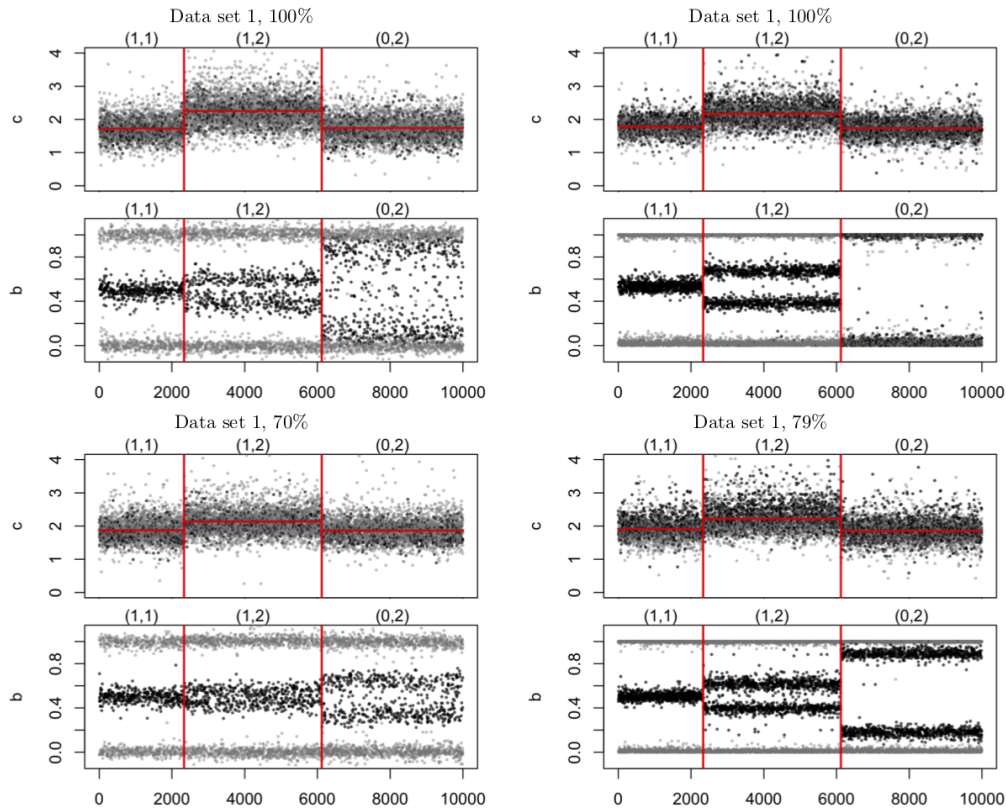 Data set 1, 100%
(1,1) (1,2) (0,2)
c
0 1 2 3 4
(1,1) (1,2) (0,2)
b
0.0 0.4 0.8
0 2000 4000 6000 8000 10000
Data set 1, 100%
(1,1) (1,2) (0,2)
c
0 1 2 3 4
(1,1) (1,2) (0,2)
b
0.0 0.4 0.8
0 2000 4000 6000 8000 10000
Data set 1, 70%
(1,1) (1,2) (0,2)
c
0 1 2 3 4
(1,1) (1,2) (0,2)
b
0.0 0.4 0.8
0 2000 4000 6000 8000 10000
Data set 1, 79%
(1,1) (1,2) (0,2)
c
0 1 2 3 4
(1,1) (1,2) (0,2)
b
0.0 0.4 0.8
0 2000 4000 6000 8000 10000